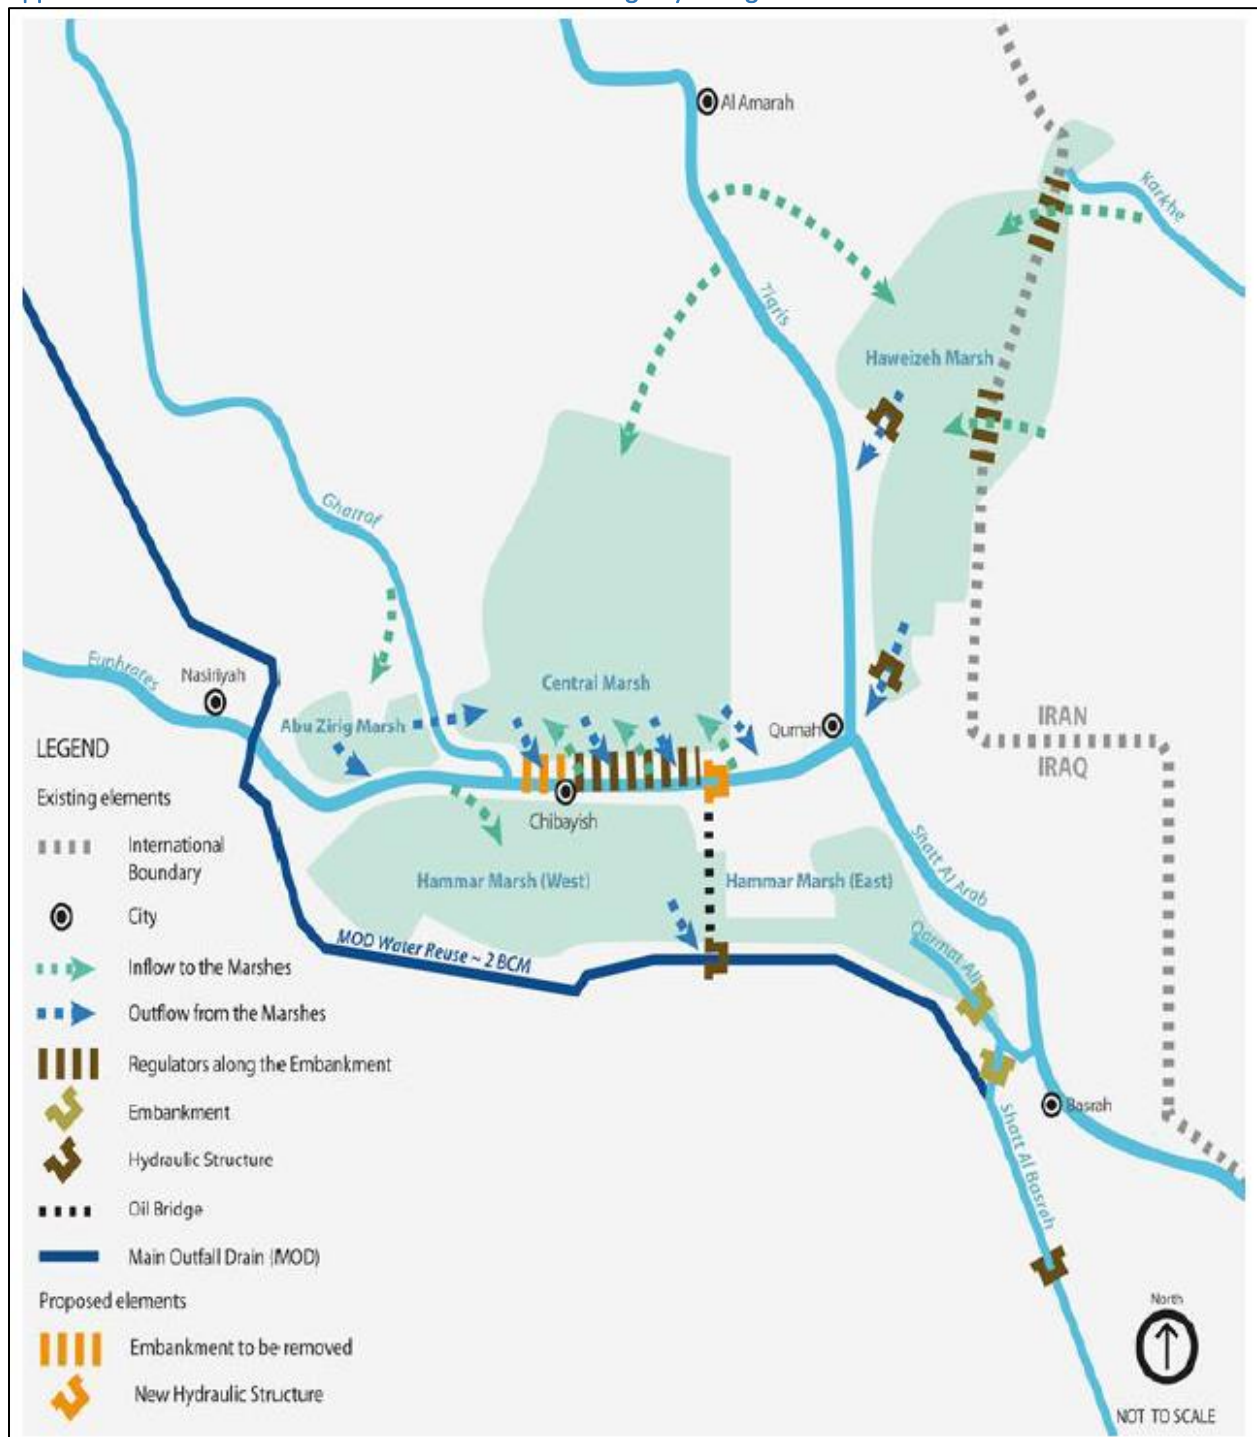 Al Amarah
Karkhe
Tigris
Haweizeh Marsh
Gharraf
Euphrates
Nasiriyah
Central Marsh
Abu Zirig Marsh
Qurnah
IRAN
IRAQ
Chibayish
Hammar Marsh (West)
Hammar Marsh (East)
Shatt Al Arab
Qarmat Ali
MOD Water Reuse ~ 2 BCM
Basrah
Shatt Al Basrah
LEGEND
Existing elements
International
Boundary
City
Inflow to the Marshes
Outflow from the Marshes
Regulators along the Embankment
Embankment
Hydraulic Structure
Oil Bridge
Main Outfall Drain (MOD)
Proposed elements
Embankment to be removed
New Hydraulic Structure
North
NOT TO SCALE